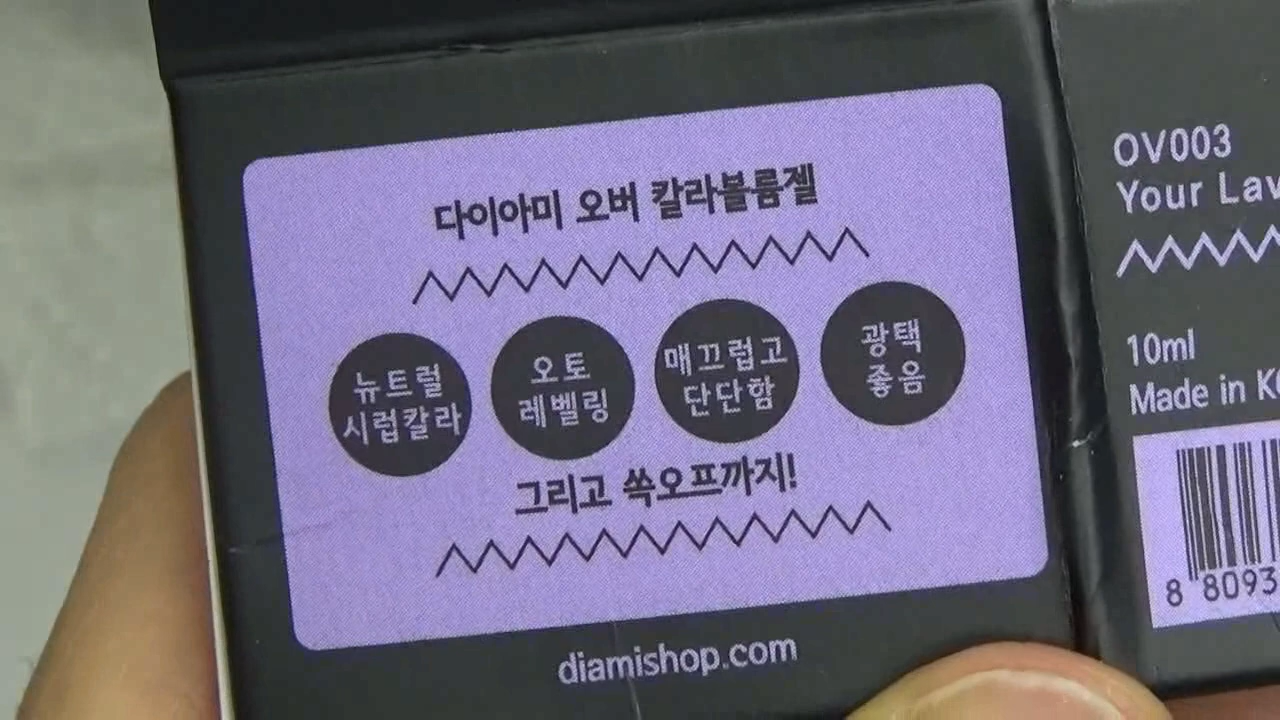 다이아미 오버 칼라볼륨젤
뉴트럴
시럽칼라
오토
레벨링
매끄럽고
단단함
광택
좋음
그리고 쏙오프까지!
diamishop.com
OV003
Your
10ml
Made in
8 8093